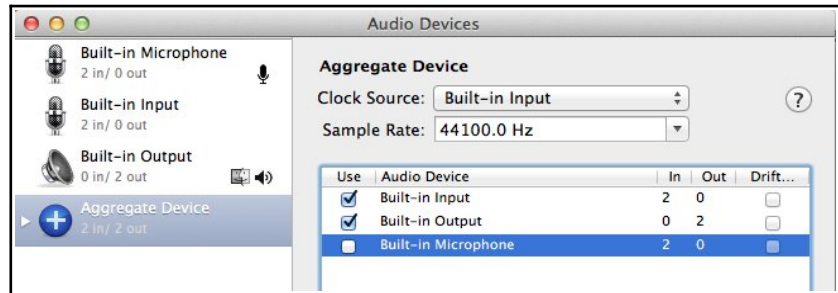 Audio Devices
Built-in Microphone
2 in/ 0 out
Built-in Input
2 in/ 0 out
Built-in Output
0 in/ 2 out
Aggregate Device
2 in/ 2 out
Aggregate Device
Clock Source: Built-in Input
?
Sample Rate: 44100.0 Hz
Use Audio Device In Out Drift...
Built-in Input 2 0
Built-in Output 0 2
Built-in Microphone 2 0